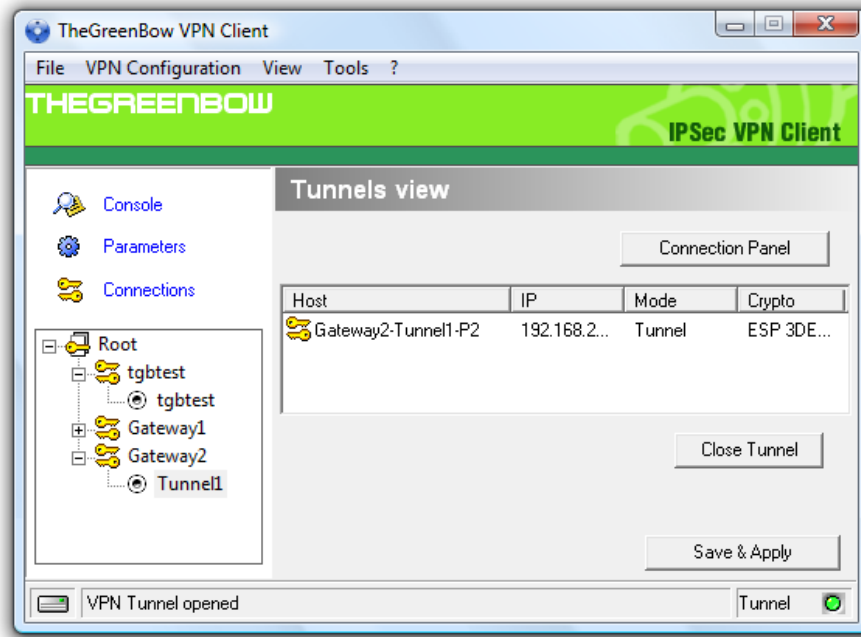 TheGreenBow VPN Client
File VPN Configuration View Tools ?
THEGREENBOW
IPSec VPN Client
Console
Parameters
Connections
Root
tgbtest
tgbtest
Gateway1
Gateway2
Tunnel1
Tunnels view
Connection Panel
Host IP Mode Crypto
Gateway2-Tunnel1-P2 192.168.2... Tunnel ESP 3DE...
Close Tunnel
Save & Apply
VPN Tunnel opened
Tunnel